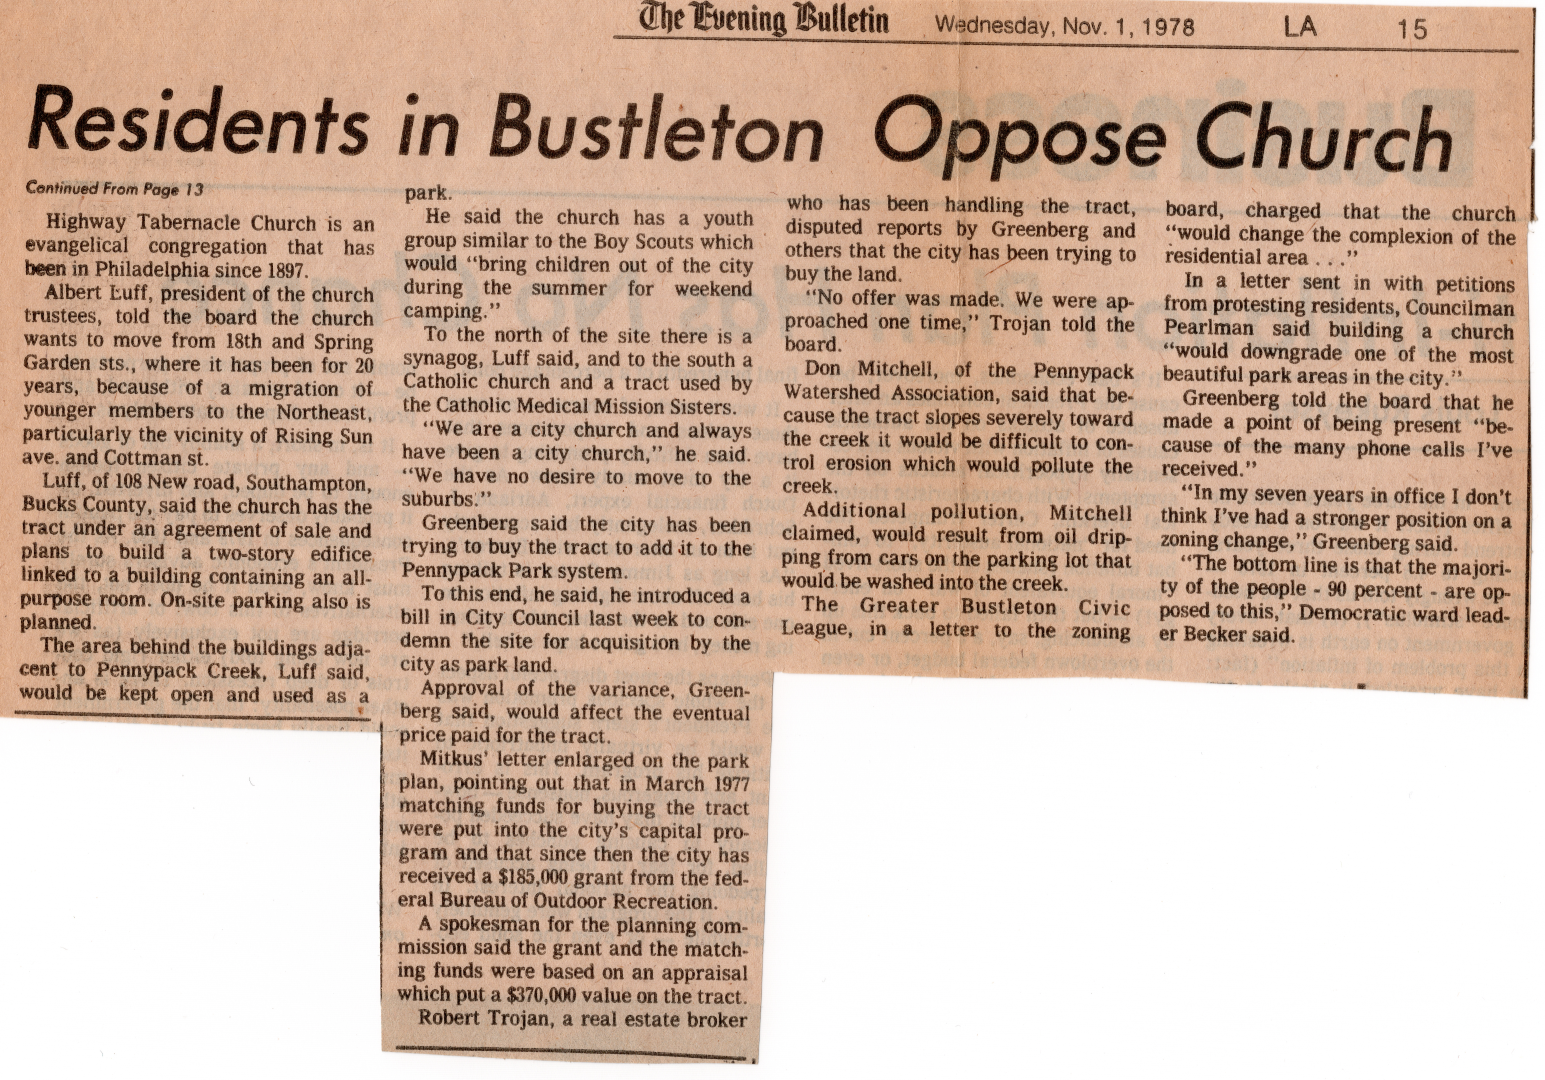 The Evening Bulletin Wednesday, Nov. 1, 1978 LA 15
Residents in Bustleton Oppose Church
Continued From Page 13
Highway Tabernacle Church is an
evangelical congregation that has
been in Philadelphia since 1897.
Albert Luff, president of the church
trustees, told the board the church
wants to move from 18th and Spring
Garden sts., where it has been for 20
years, because of a migration of
younger members to the Northeast,
particularly the vicinity of Rising Sun
ave. and Cottman st.
Luff, of 108 New road, Southampton,
Bucks County, said the church has the
tract under an agreement of sale and
plans to build a two-story edifice
linked to a building containing an all-
purpose room. On-site parking also is
planned.
The area behind the buildings adja-
cent to Pennypack Creek, Luff said,
would be kept open and used as a
park.
He said the church has a youth
group similar to the Boy Scouts which
would "bring children out of the city
during the summer for weekend
camping."
To the north of the site there is a
synagog, Luff said, and to the south a
Catholic church and a tract used by
the Catholic Medical Mission Sisters.
"We are a city church and always
have been a city church," he said.
"We have no desire to move to the
suburbs."
Greenberg said the city has been
trying to buy the tract to add it to the
Pennypack Park system.
To this end, he said, he introduced a
bill in City Council last week to con-
demn the site for acquisition by the
city as park land.
Approval of the variance, Green-
berg said, would affect the eventual
price paid for the tract.
Mitkus' letter enlarged on the park
plan, pointing out that in March 1977
matching funds for buying the tract
were put into the city's capital pro-
gram and that since then the city has
received a $185,000 grant from the fed-
eral Bureau of Outdoor Recreation.
A spokesman for the planning com-
mission said the grant and the match-
ing funds were based on an appraisal
which put a $370,000 value on the tract.
Robert Trojan, a real estate broker
who has been handling the tract,
disputed reports by Greenberg and
others that the city has been trying to
buy the land.
"No offer was made. We were ap-
proached one time," Trojan told the
board.
Don Mitchell, of the Pennypack
Watershed Association, said that be-
cause the tract slopes severely toward
the creek it would be difficult to con-
trol erosion which would pollute the
creek.
Additional pollution, Mitchell
claimed, would result from oil drip-
ping from cars on the parking lot that
would be washed into the creek.
The Greater Bustleton Civic
League, in a letter to the zoning
board, charged that the church
"would change the complexion of the
residential area . . ."
In a letter sent in with petitions
from protesting residents, Councilman
Pearlman said building a church
"would downgrade one of the most
beautiful park areas in the city."
Greenberg told the board that he
made a point of being present "be-
cause of the many phone calls I've
received."
"In my seven years in office I don't
think I've had a stronger position on a
zoning change," Greenberg said.
"The bottom line is that the majori-
ty of the people - 90 percent - are op-
posed to this," Democratic ward lead-
er Becker said.